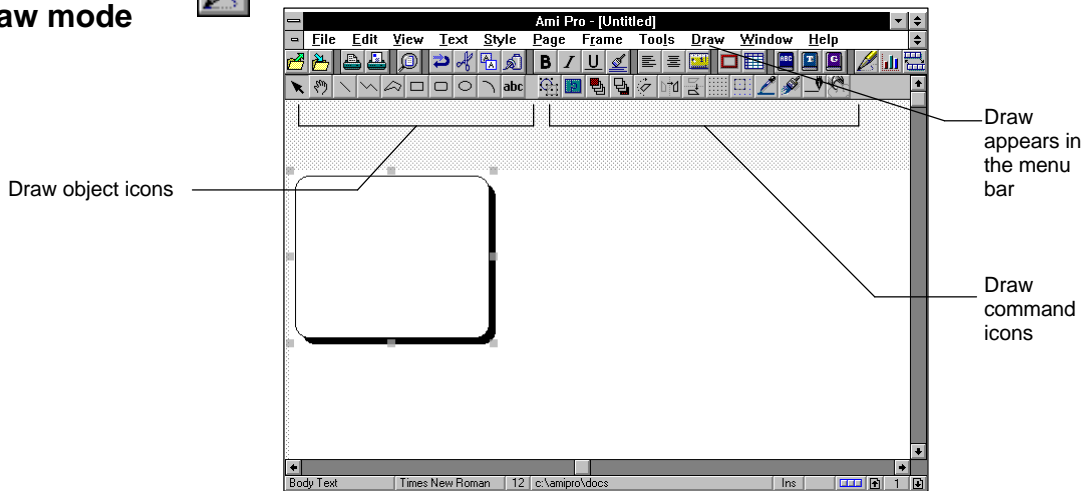 aw mode
Ami Pro - [Untitled]
File Edit View Text Style Page Frame Tools Draw Window Help
B I U
ABC T G
abc
Draw object icons
Draw
appears in
the menu
bar
Draw
command
icons
Body Text Times New Roman 12 c:\amipro\docs Ins 1